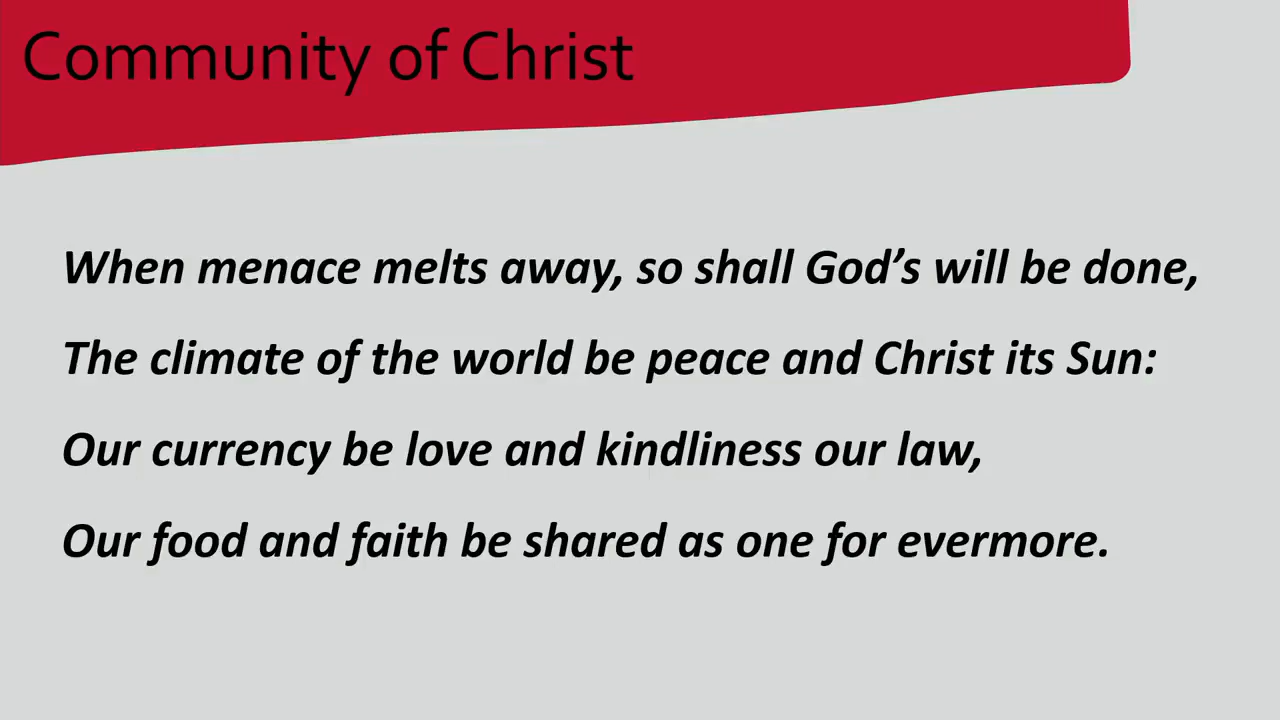 Community of Christ
When menace melts away, so shall God’s will be done,
The climate of the world be peace and Christ its Sun:
Our currency be love and kindliness our law,
Our food and faith be shared as one for evermore.